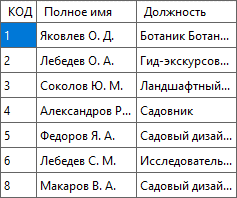 КОД Полное имя Должность
1 Яковлев О. Д. Ботаник Ботан...
2 Лебедев О. А. Гид-экскурсов...
3 Соколов Ю. М. Ландшафтный...
4 Александров Р... Садовник
5 Федоров Я. А. Садовый дизай...
6 Лебедев С. М. Исследователь...
8 Макаров В. А. Садовый дизай...